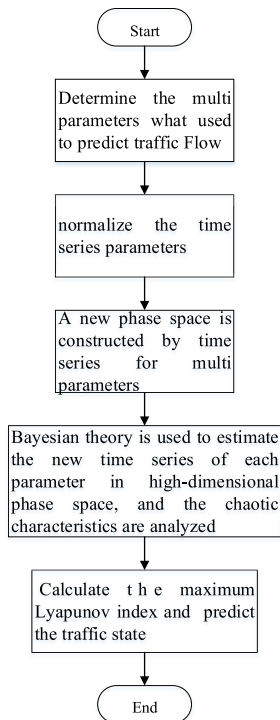 Start
Determine the multi
parameters what used
to predict traffic Flow
normalize the time
series parameters
A new phase space is
constructed by time
series for multi
parameters
Bayesian theory is used to estimate
the new time series of each
parameter in high-dimensional
phase space, and the chaotic
characteristics are analyzed
Calculate the maximum
Lyapunov index and predict
the traffic state
End